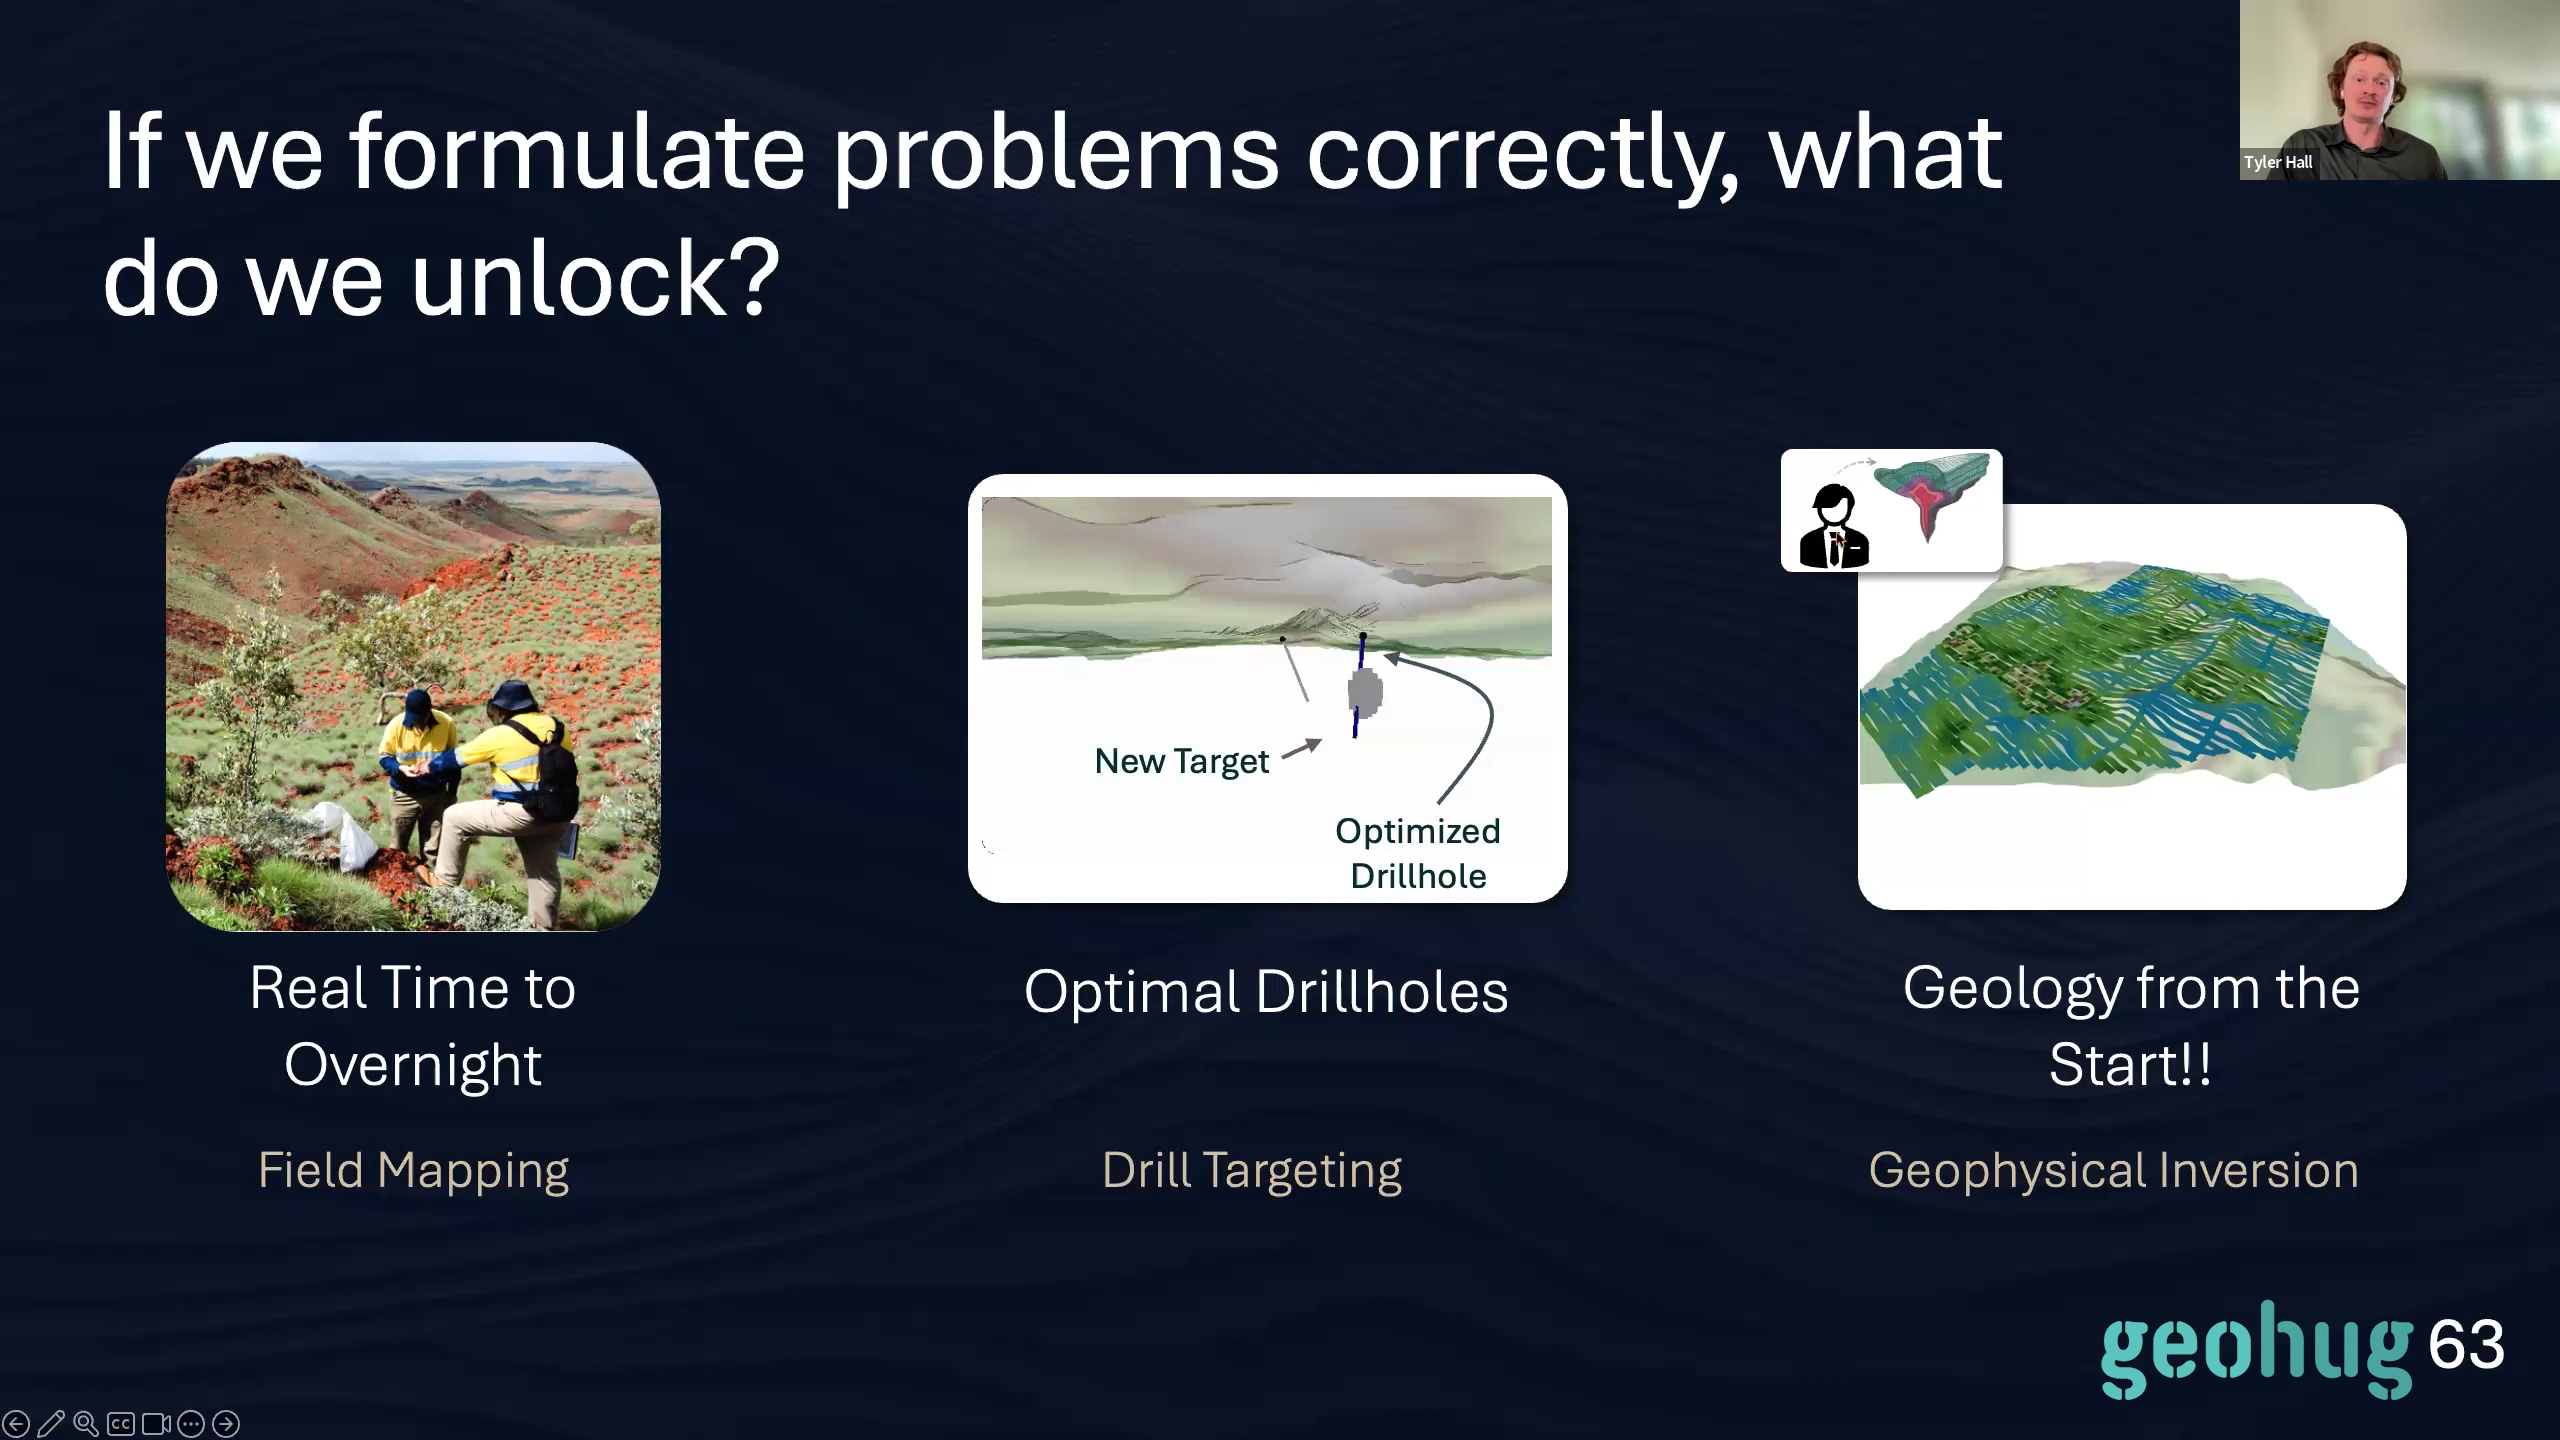 If we formulate problems correctly, what
do we unlock?
Tyler Hall
New Target
Optimized
Drillhole
Real Time to
Overnight
Optimal Drillholes
Geology from the
Start!!
Field Mapping
Drill Targeting
Geophysical Inversion
geohug 63
CC